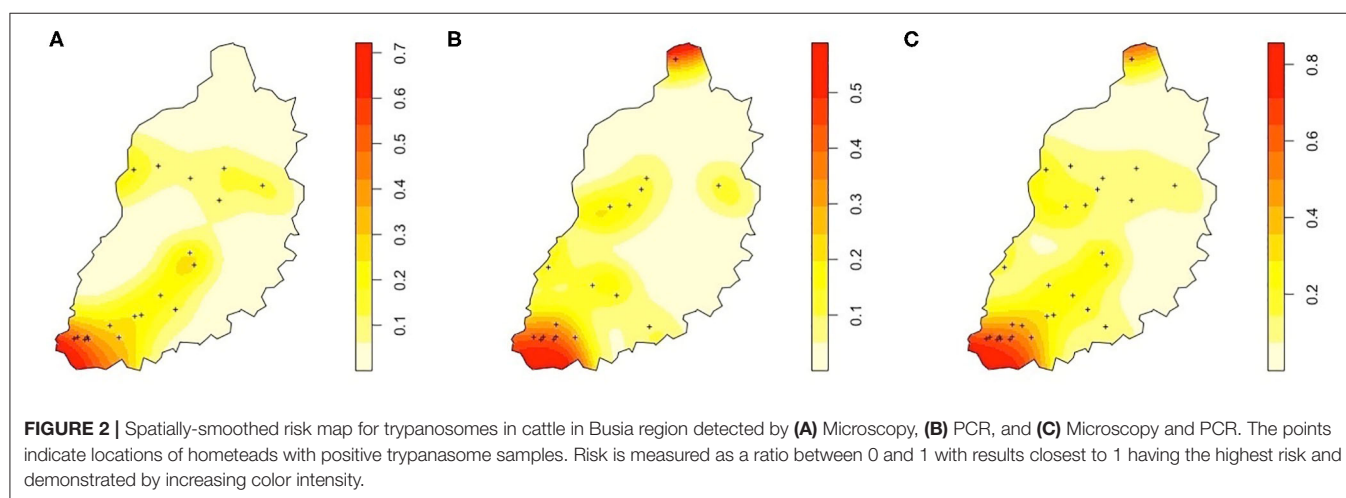 A
B
C
0.7
0.6
0.5
0.4
0.3
0.2
0.1
0.5
0.4
0.3
0.2
0.1
0.8
0.6
0.4
0.2
FIGURE 2 | Spatially-smoothed risk map for trypanosomes in cattle in Busia region detected by (A) Microscopy, (B) PCR, and (C) Microscopy and PCR. The points
indicate locations of hometeads with positive trypanasome samples. Risk is measured as a ratio between 0 and 1 with results closest to 1 having the highest risk and
demonstrated by increasing color intensity.